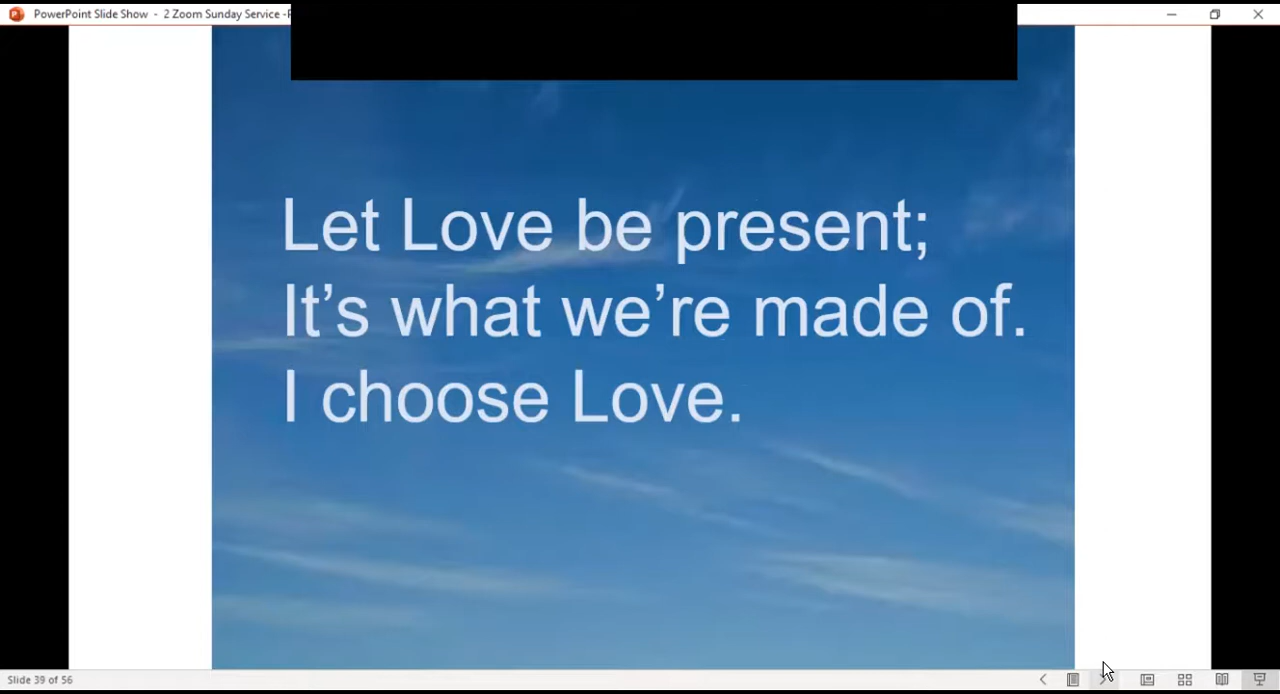 PowerPoint Slide Show - 2 Zoom Sunday Service -
Let Love be present;
It’s what we’re made of.
I choose Love.
Slide 39 of 56